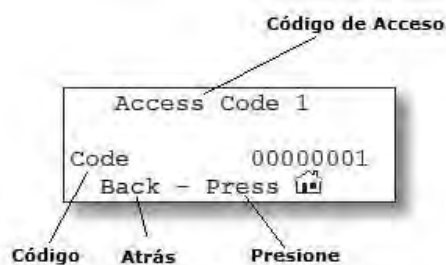 Código de Acceso
Access Code 1
Code 00000001
Back - Press
Código Atrás Presione